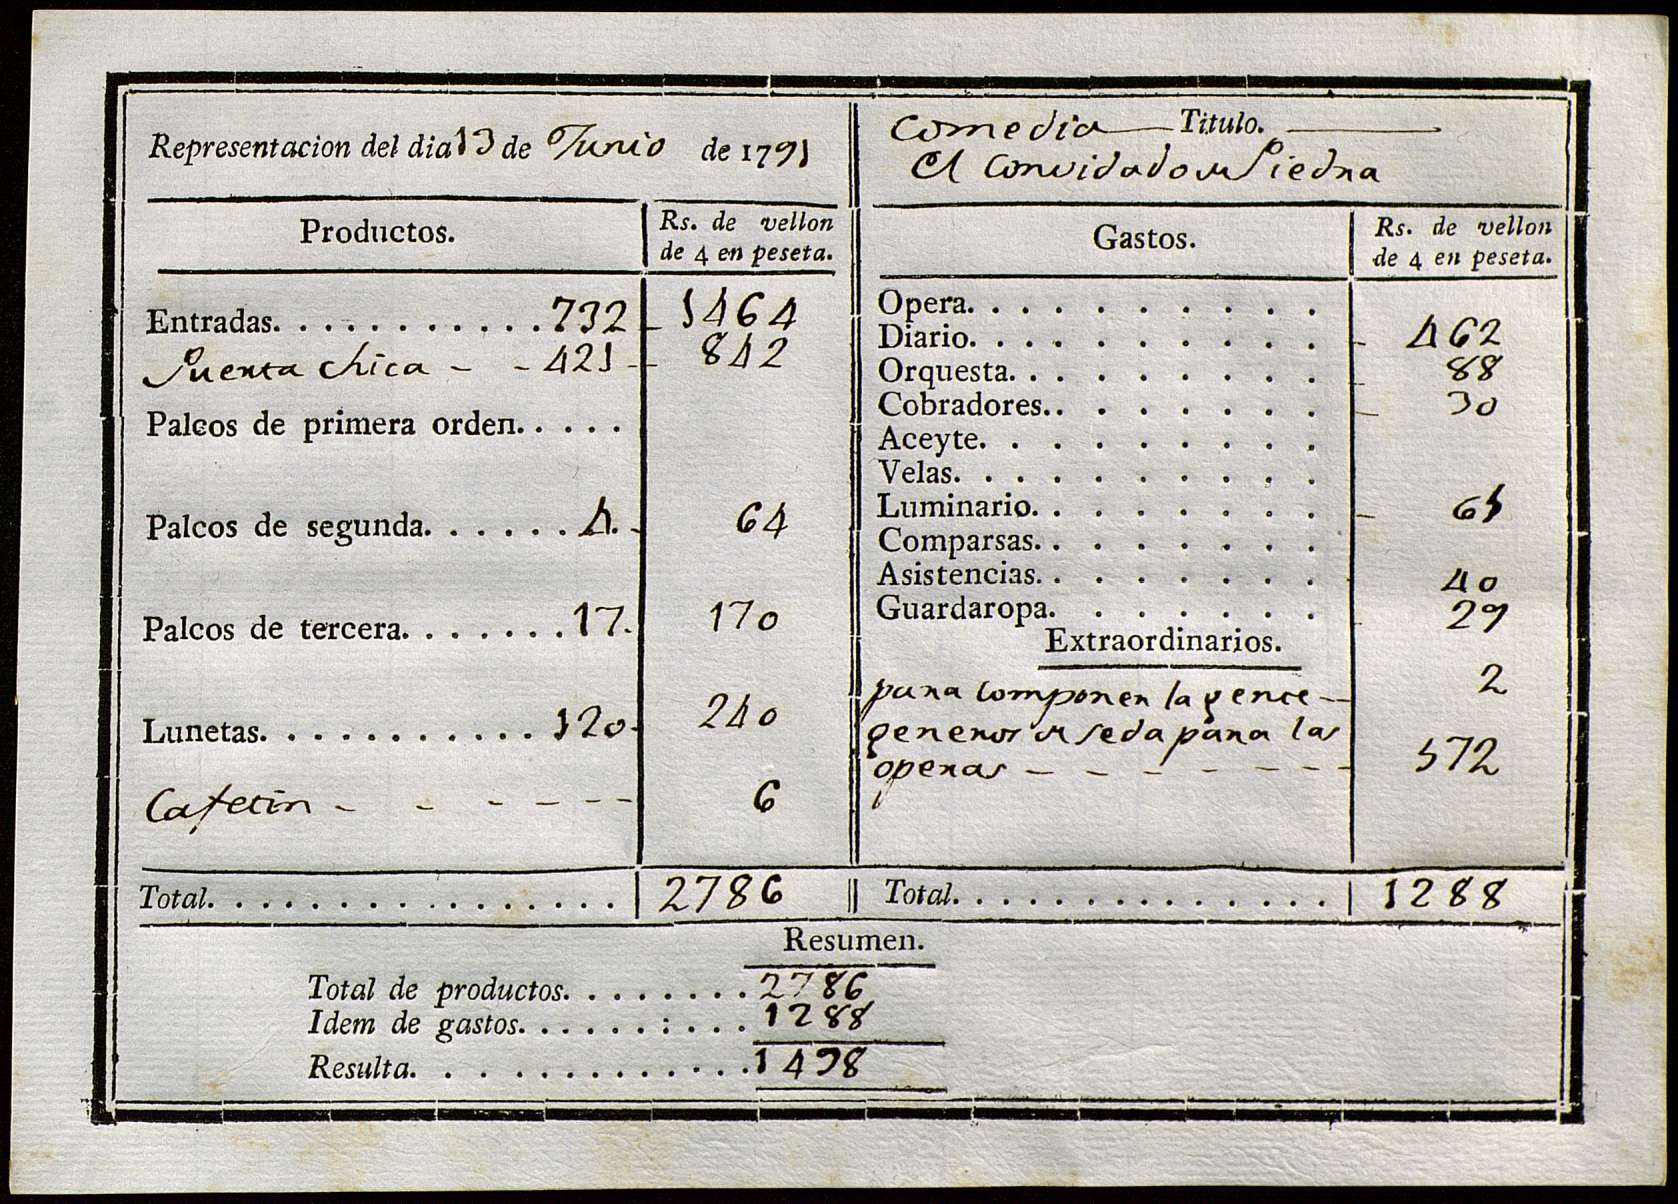 Representacion del dia 13 de Junio de 1791
Comedia Titulo.
El Convidado de Piedra
Productos. Rs. de vellon
de 4 en peseta.
Entradas. . . . . . . . . . . . 732 1464
Puerta chica - - 421 - 842
Palcos de primera orden. . . . .
Palcos de segunda. . . . . . 4. - 64
Palcos de tercera. . . . . . . 17. 170
Lunetas. . . . . . . . . . . . 120 - 240
Cafetin - - - - - - 6
Total. . . . . . . . . . . . . . . . 2786
Gastos. Rs. de vellon
de 4 en peseta.
Opera. . . . . . . . . .
Diario. . . . . . . . . . - 462
Orquesta. . . . . . . . . - 88
Cobradores. . . . . . . . - 30
Aceyte. . . . . . . . . .
Velas. . . . . . . . . . .
Luminario. . . . . . . . - 65
Comparsas. . . . . . . .
Asistencias. . . . . . . . 40
Guardaropa. . . . . . . - 29
Extraordinarios.
para componer la gente - 2
generos de seda para las
operas - - - - - - - 572
Total. . . . . . . . . . . . . . . 1288
Resumen.
Total de productos. . . . . . . . 2786
Idem de gastos. . . . . . : . . . 1288
Resulta. . . . . . . . . . . . . 1498